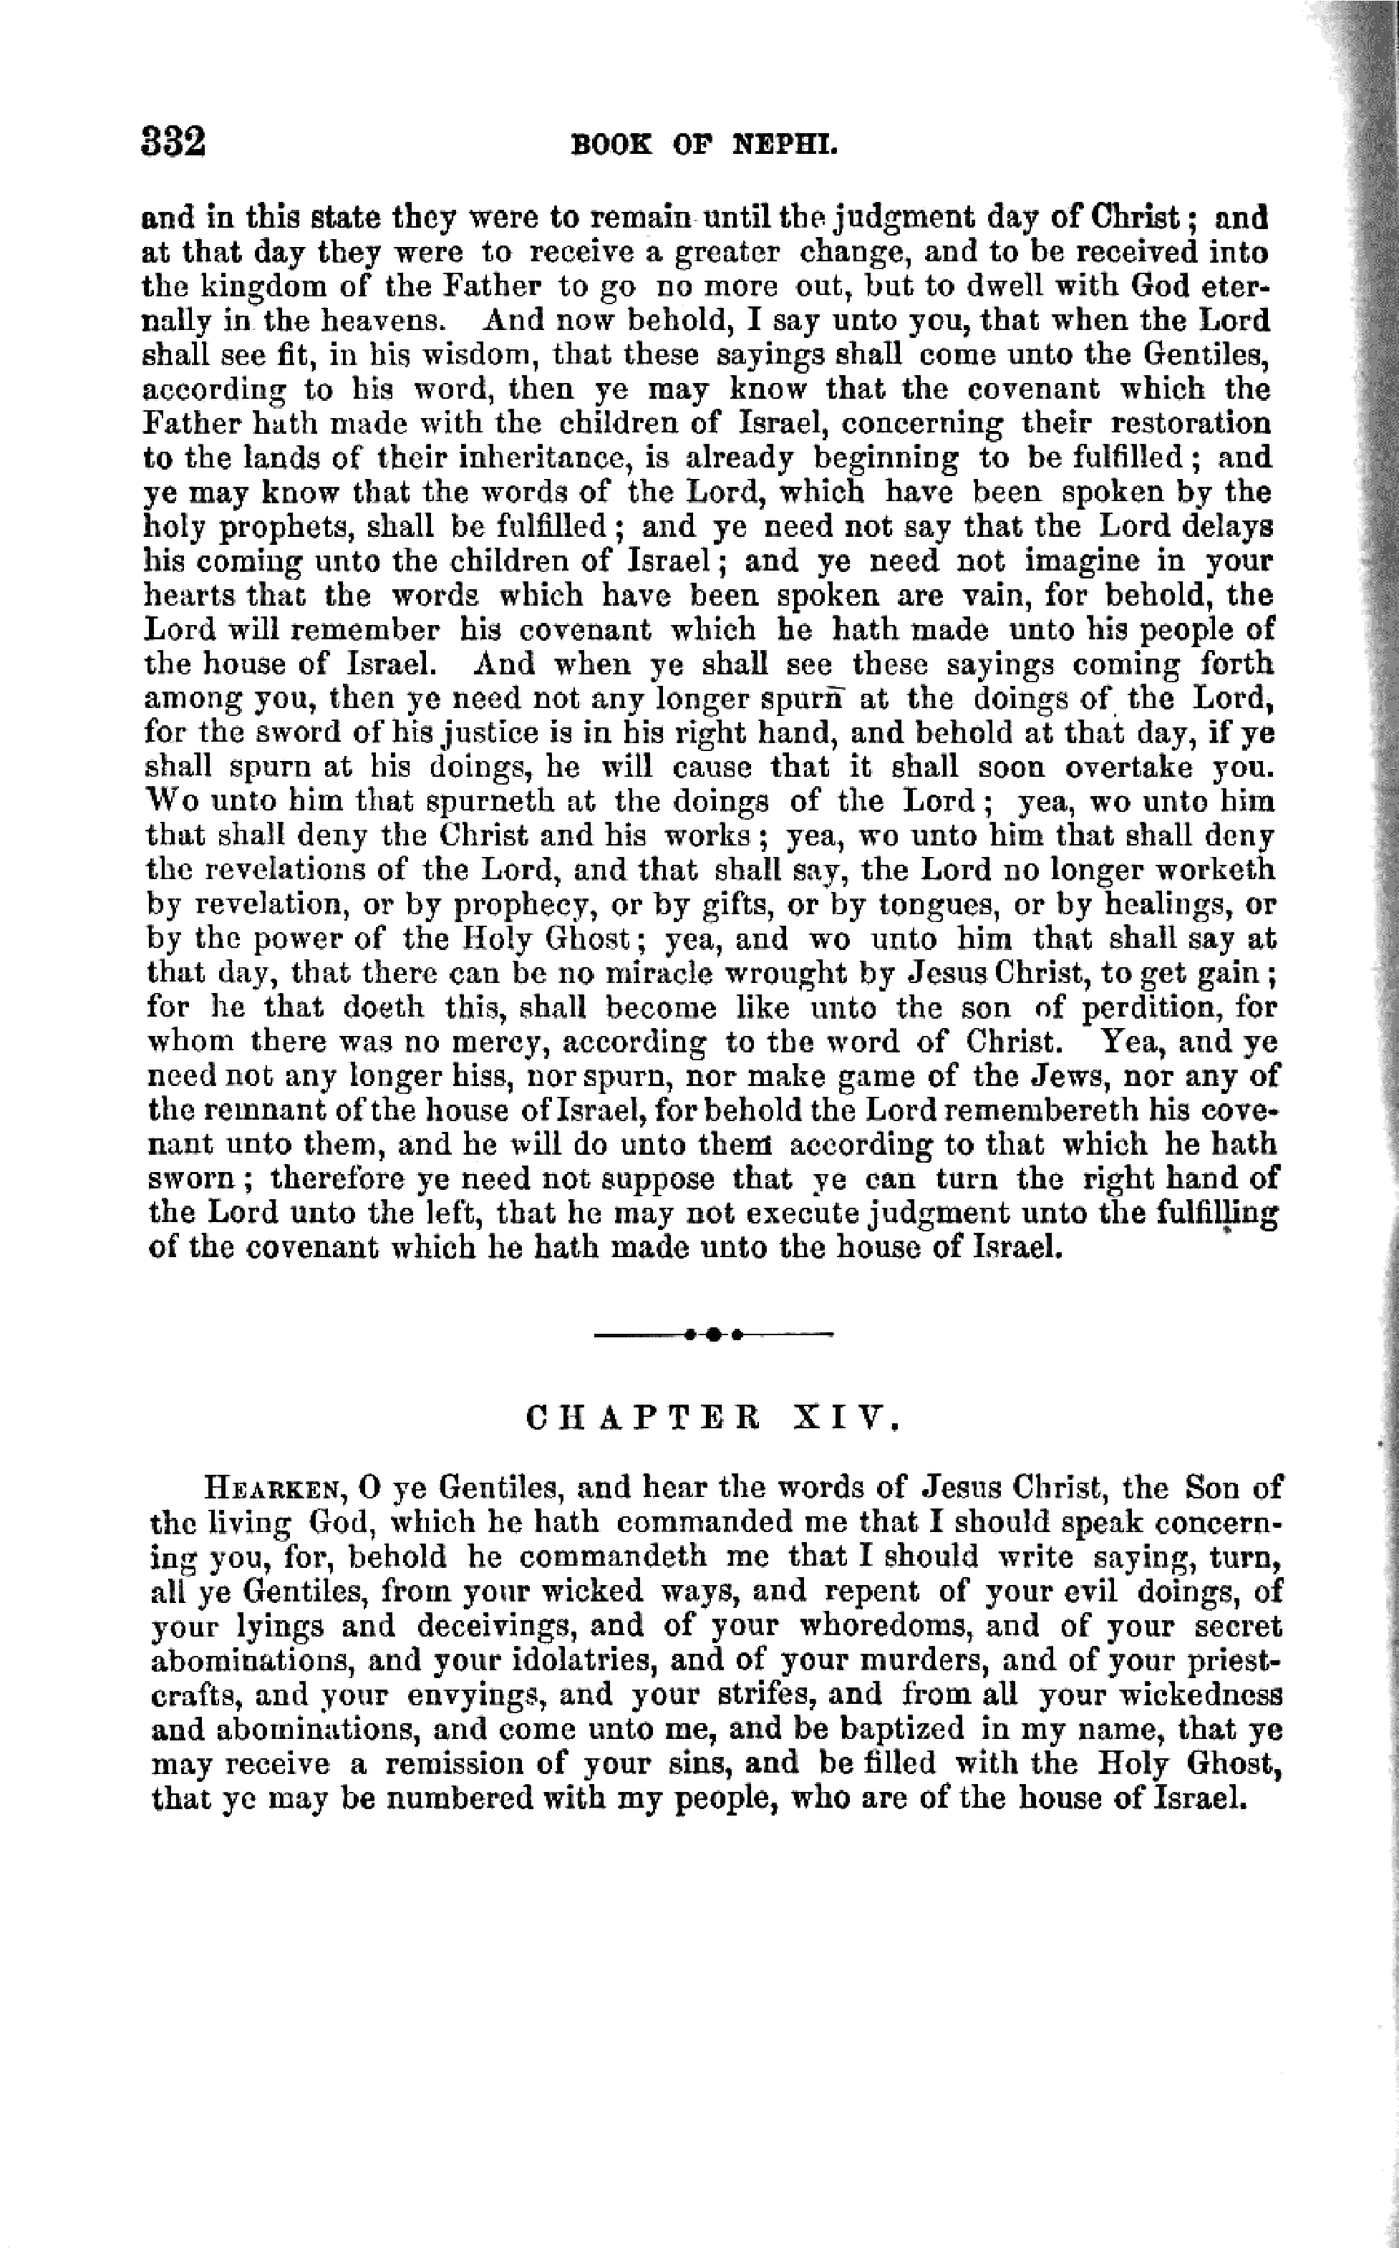 332 BOOK OF NEPHI.
and in this state they were to remain until the judgment day of Christ; and
at that day they were to receive a greater change, and to be received into
the kingdom of the Father to go no more out, but to dwell with God eter-
nally in the heavens. And now behold, I say unto you, that when the Lord
shall see fit, in his wisdom, that these sayings shall come unto the Gentiles,
according to his word, then ye may know that the covenant which the
Father hath made with the children of Israel, concerning their restoration
to the lands of their inheritance, is already beginning to be fulfilled; and
ye may know that the words of the Lord, which have been spoken by the
holy prophets, shall be fulfilled; and ye need not say that the Lord delays
his coming unto the children of Israel; and ye need not imagine in your
hearts that the words which have been spoken are vain, for behold, the
Lord will remember his covenant which he hath made unto his people of
the house of Israel. And when ye shall see these sayings coming forth
among you, then ye need not any longer spurn at the doings of the Lord,
for the sword of his justice is in his right hand, and behold at that day, if ye
shall spurn at his doings, he will cause that it shall soon overtake you.
Wo unto him that spurneth at the doings of the Lord; yea, wo unto him
that shall deny the Christ and his works; yea, wo unto him that shall deny
the revelations of the Lord, and that shall say, the Lord no longer worketh
by revelation, or by prophecy, or by gifts, or by tongues, or by healings, or
by the power of the Holy Ghost; yea, and wo unto him that shall say at
that day, that there can be no miracle wrought by Jesus Christ, to get gain;
for he that doeth this, shall become like unto the son of perdition, for
whom there was no mercy, according to the word of Christ. Yea, and ye
need not any longer hiss, nor spurn, nor make game of the Jews, nor any of
the remnant of the house of Israel, for behold the Lord remembereth his cove-
nant unto them, and he will do unto them according to that which he hath
sworn; therefore ye need not suppose that ye can turn the right hand of
the Lord unto the left, that he may not execute judgment unto the fulfilling
of the covenant which he hath made unto the house of Israel.
CHAPTER XIV.
HEARKEN, O ye Gentiles, and hear the words of Jesus Christ, the Son of
the living God, which he hath commanded me that I should speak concern-
ing you, for, behold he commandeth me that I should write saying, turn,
all ye Gentiles, from your wicked ways, and repent of your evil doings, of
your lyings and deceivings, and of your whoredoms, and of your secret
abominations, and your idolatries, and of your murders, and of your priest-
crafts, and your envyings, and your strifes, and from all your wickedness
and abominations, and come unto me, and be baptized in my name, that ye
may receive a remission of your sins, and be filled with the Holy Ghost,
that ye may be numbered with my people, who are of the house of Israel.